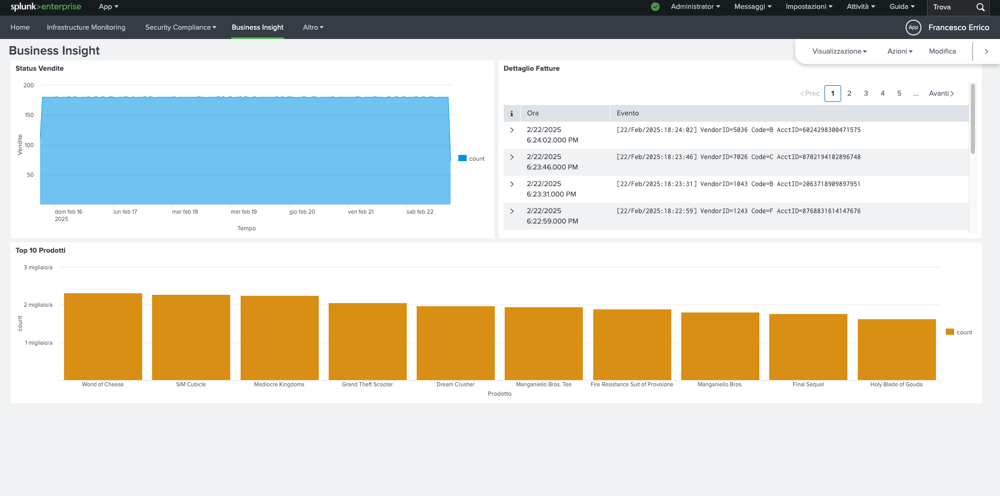 splunk>enterprise App Administrator Messaggi Impostazioni Attività Guida Trova
Home Infrastructure Monitoring Security Compliance Business Insight Altro App Francesco Errico
Business Insight
Visualizzazione Azioni Modifica
Status Vendite
200
150
100
50
Vendite
dom feb 16
2025
lun feb 17
mar feb 18
mer feb 19
gio feb 20
ven feb 21
sab feb 22
Tempo
count
Dettaglio Fatture
Prec 1 2 3 4 5 ... Avanti
i Ora Evento
2/22/2025
6:24:02.000 PM
[22/Feb/2025:18:24:02] VendorID=5036 Code=B AcctID=6024298300471575
2/22/2025
6:23:46.000 PM
[22/Feb/2025:18:23:46] VendorID=7026 Code=C AcctID=8702194102896748
2/22/2025
6:23:31.000 PM
[22/Feb/2025:18:23:31] VendorID=1043 Code=B AcctID=2063718909897951
2/22/2025
6:22:59.000 PM
[22/Feb/2025:18:22:59] VendorID=1243 Code=F AcctID=8768831614147676
Top 10 Prodotti
3 migliaio/a
2 migliaio/a
1 migliaio/a
count
World of Cheese
SIM Cubicle
Mediocre Kingdoms
Grand Theft Scooter
Dream Crusher
Manganiello Bros. Tee
Fire Resistance Suit of Provolone
Manganiello Bros.
Final Sequel
Holy Blade of Gouda
Prodotto
count